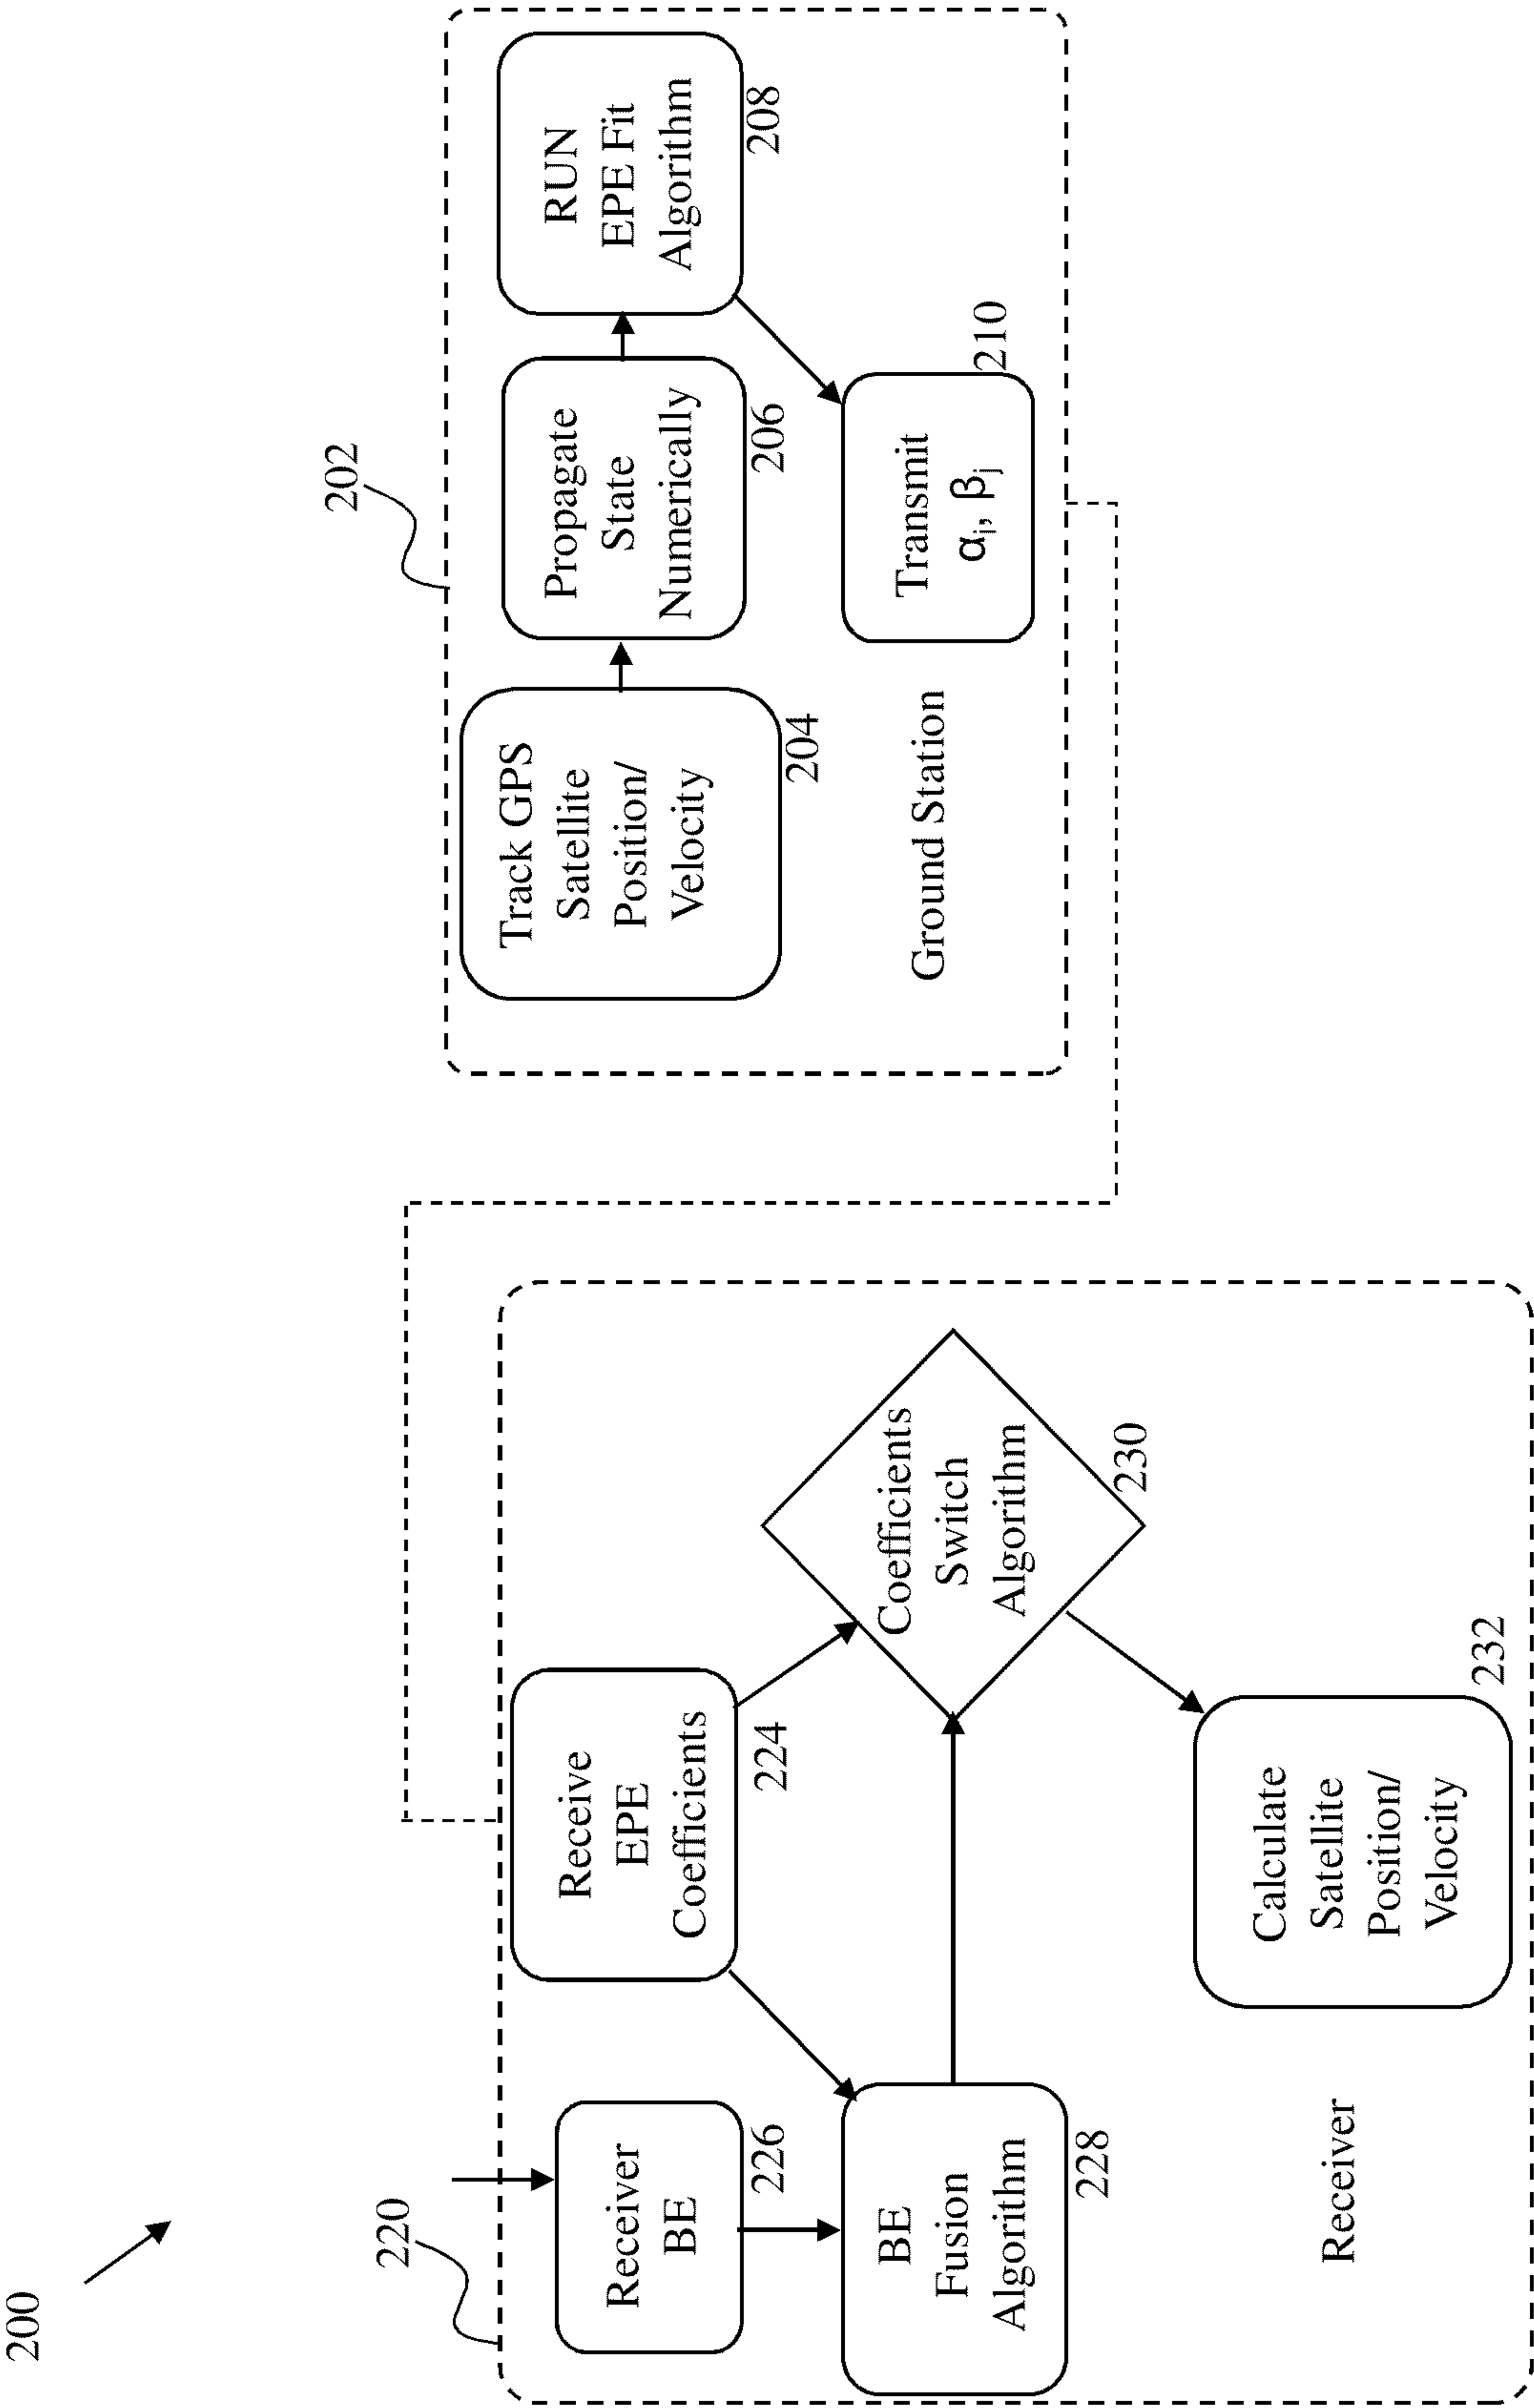 200
220
Receiver
BE
226
Receive
EPE
Coefficients
224
BE
Fusion
Algorithm
228
Coefficients
Switch
Algorithm
230
Calculate
Satellite
Position/
Velocity
232
Receiver
202
Track GPS
Satellite
Position/
Velocity
204
Propagate
State
Numerically
206
RUN
EPE Fit
Algorithm
208
Transmit
αi, βj
210
Ground Station